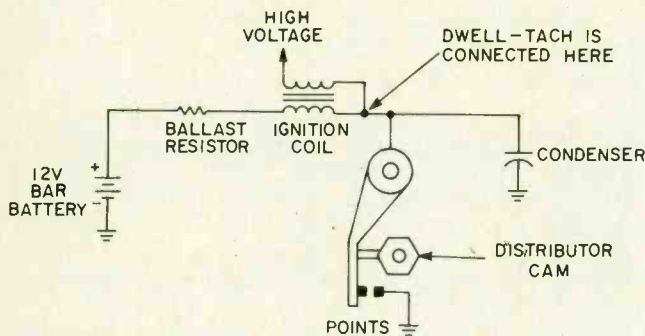 HIGH
VOLTAGE
DWELL-TACH IS
CONNECTED HERE
BALLAST
RESISTOR
IGNITION
COIL
CONDENSER
+
12V
BAR
BATTERY
-
DISTRIBUTOR
CAM
POINTS